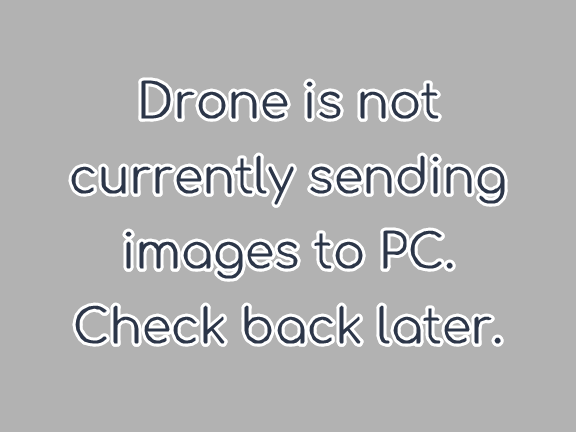 Drone is not
currently sending
images to PC.
Check back later.